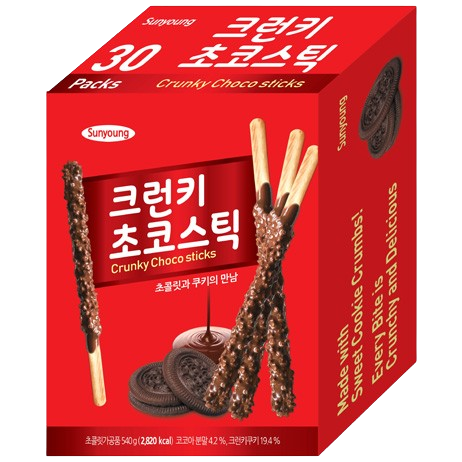 Sunyoung
30
Packs
크런키
초코스틱
Crunky Choco sticks
Sunyoung
크런키
초코스틱
Crunky Choco sticks
초콜릿과 쿠키의 만남
초콜릿가공품 540 g (2,820 kcal) 코코아 분말 4.2 %, 크런키쿠키 19.4 %
Sunyoung
Made with
Sweet Cookie Crumbs!
Every Bite is
Crunchy and Delicious